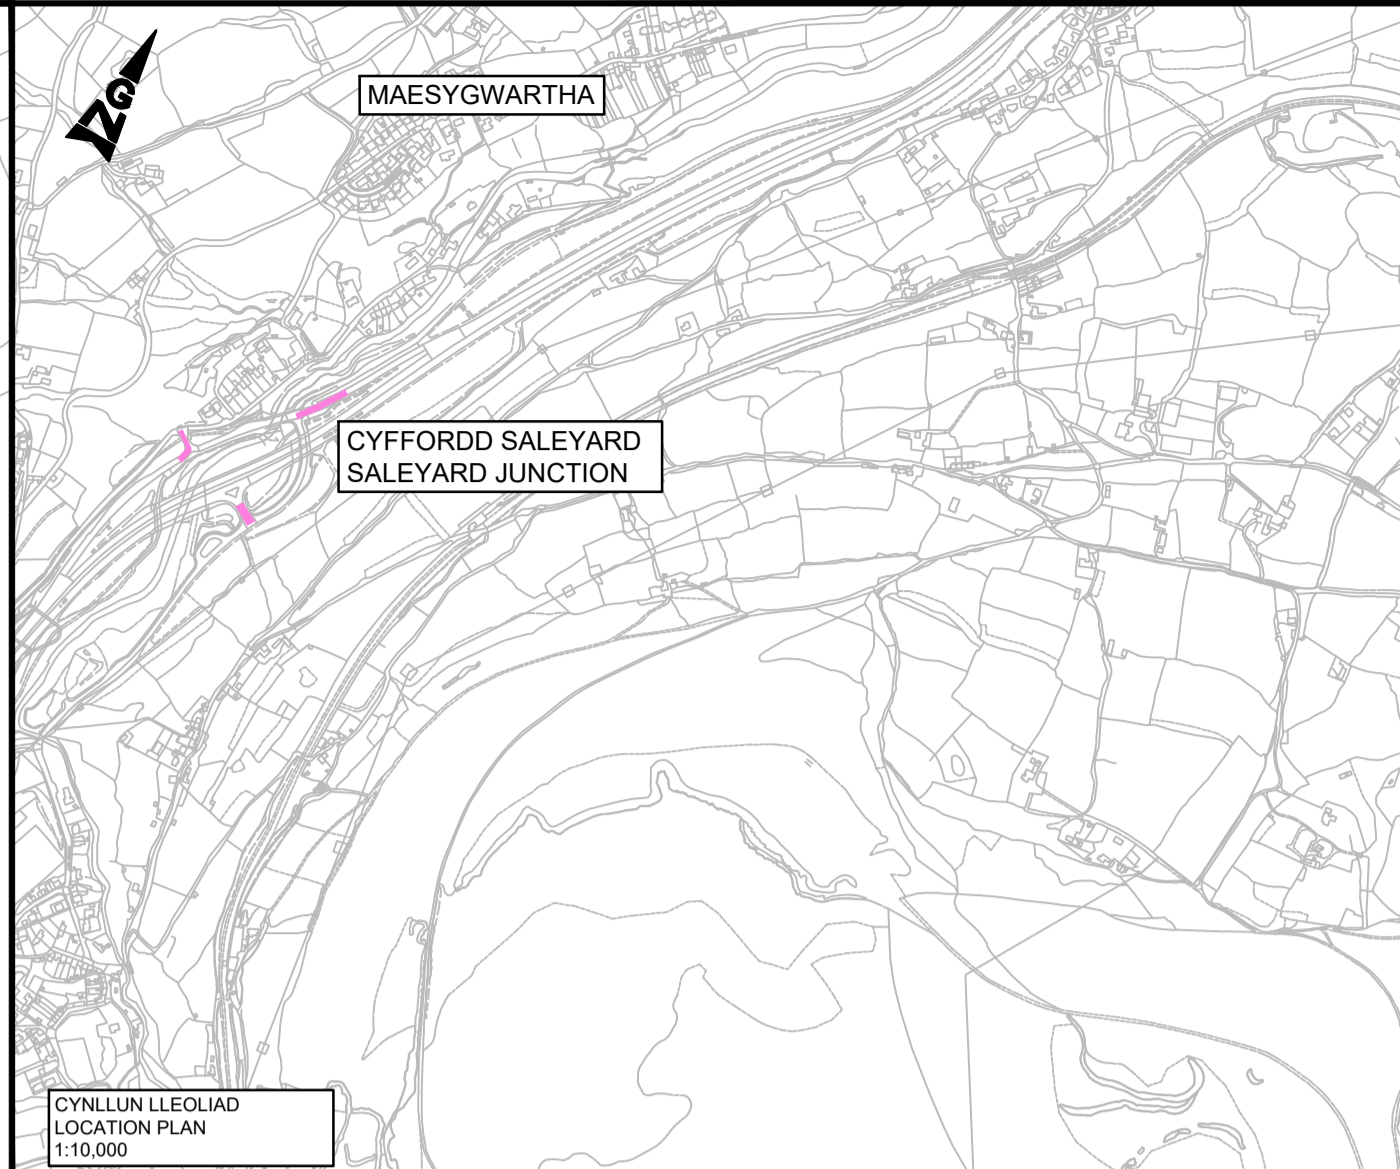 N G
MAESYGWARTHA
CYFFORDD SALEYARD
SALEYARD JUNCTION
CYNLLUN LLEOLIAD
LOCATION PLAN
1:10,000